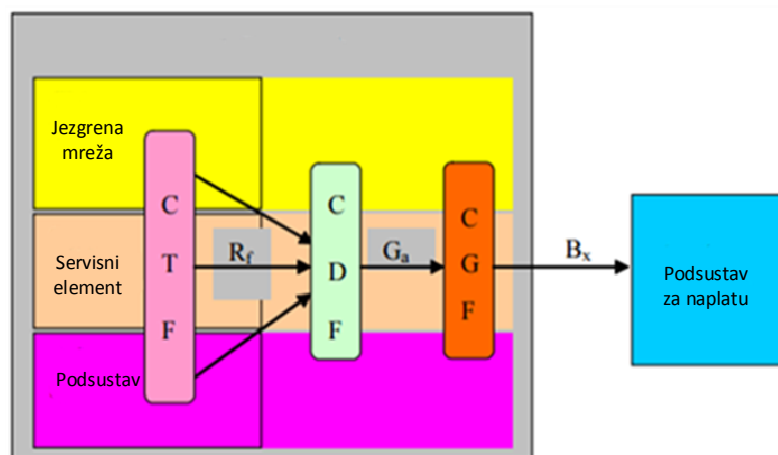 Jezgrena
mreža
Servisni
element
Podsustav
C
T
F
Rf
C
D
F
Ga
C
G
F
Bx
Podsustav
za naplatu